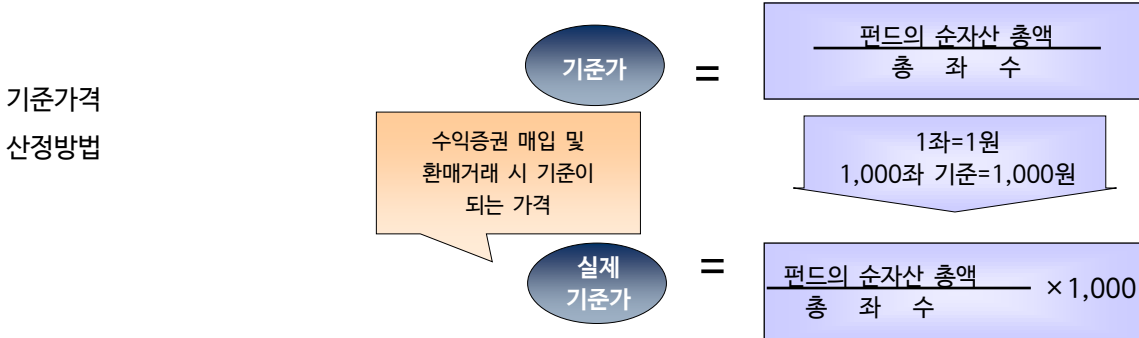 기준가격
산정방법
기준가
=
펀드의 순자산 총액
총 좌 수
수익증권 매입 및
환매거래 시 기준이
되는 가격
1좌=1원
1,000좌 기준=1,000원
실제
기준가
=
펀드의 순자산 총액
총 좌 수
×1,000